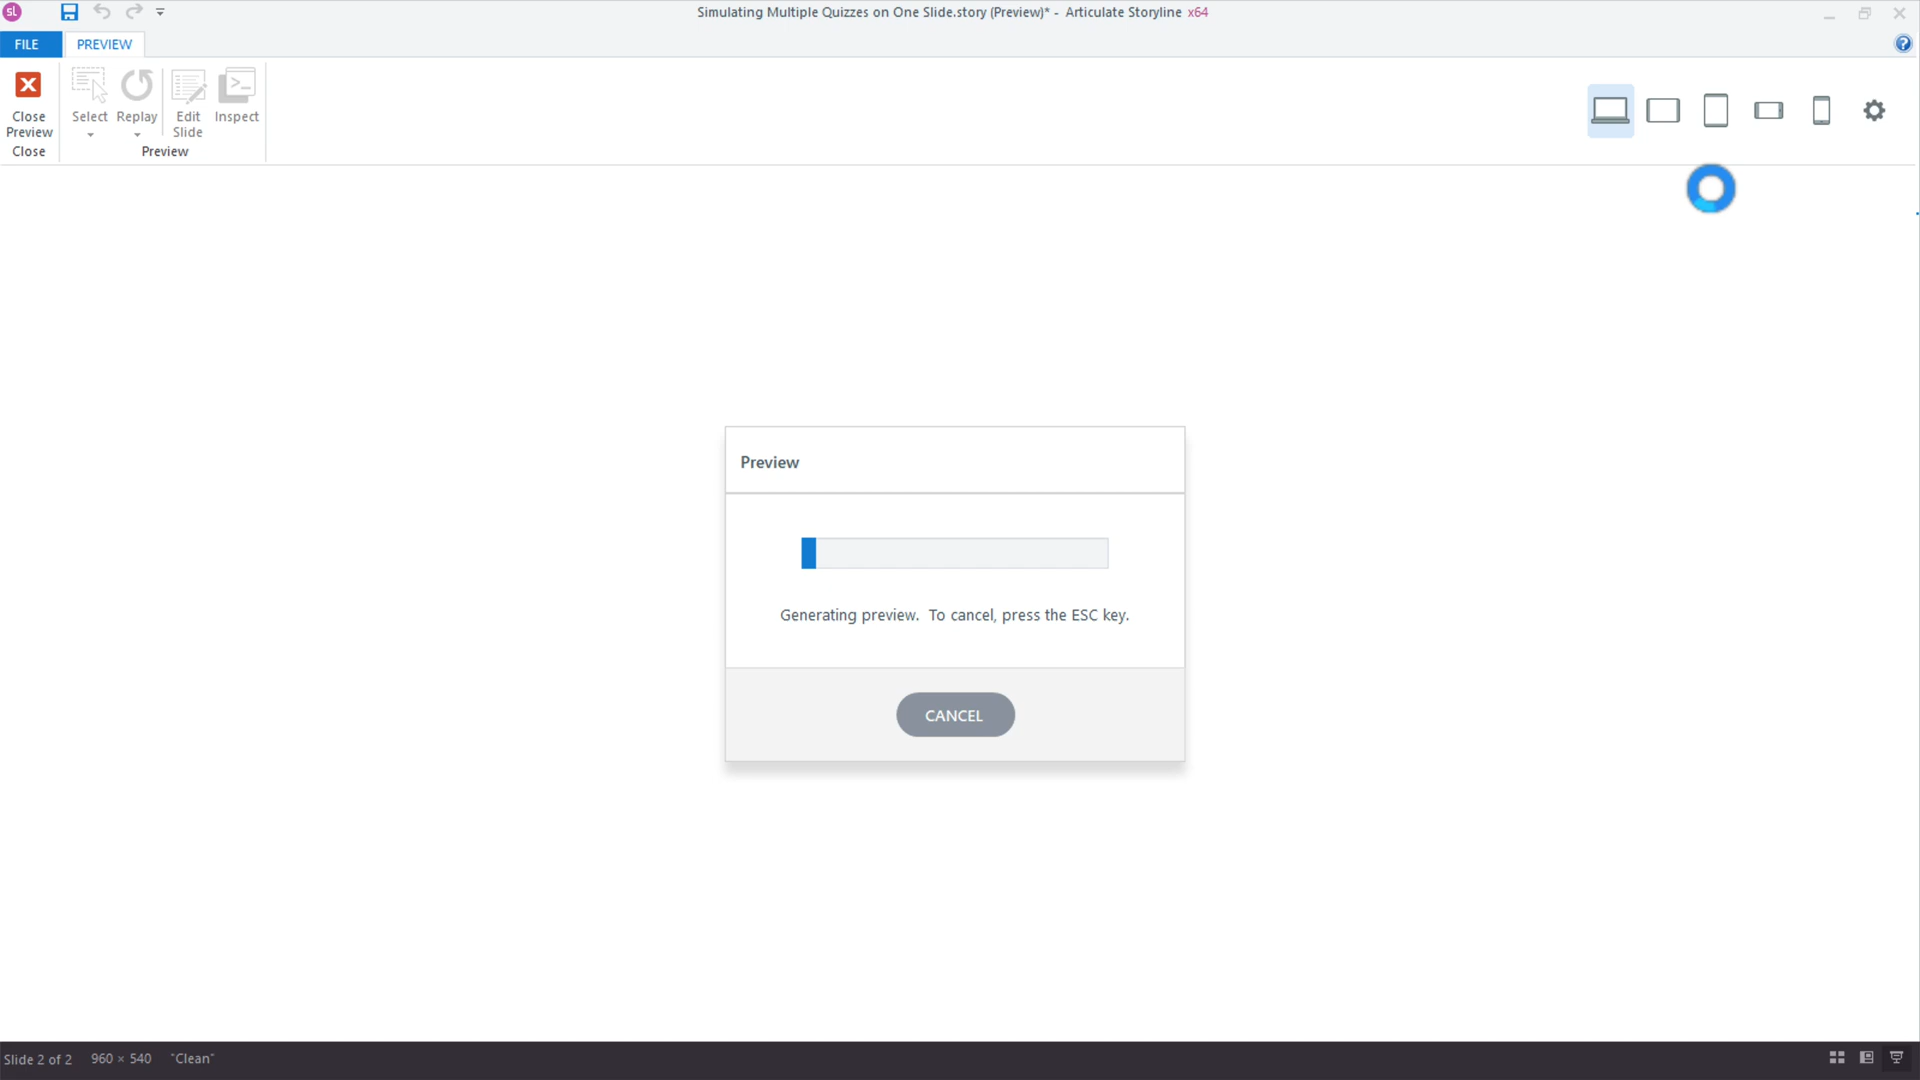 sl
Simulating Multiple Quizzes on One Slide.story (Preview)* - Articulate Storyline x64
FILE
PREVIEW
?
Close Preview
Select
Replay
Edit Slide
Inspect
Close
Preview
Preview
Generating preview. To cancel, press the ESC key.
CANCEL
Slide 2 of 2
960 × 540
"Clean"